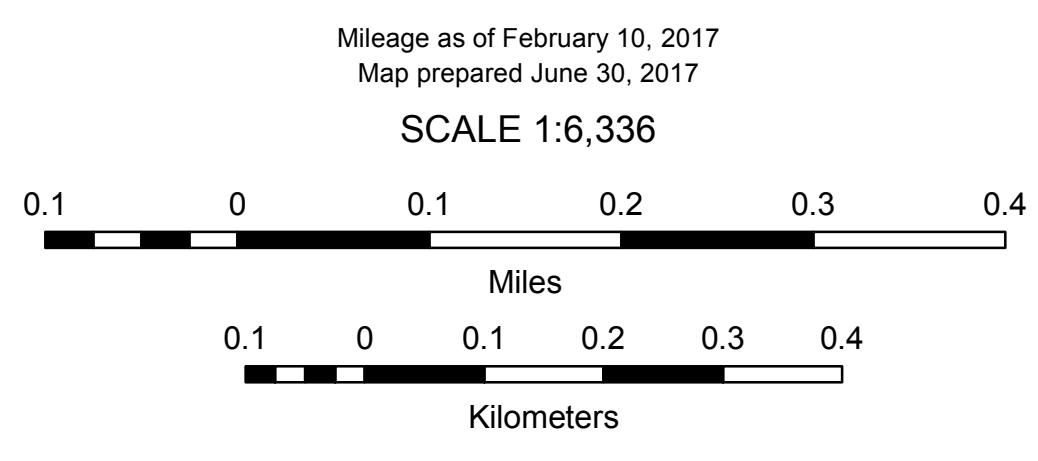 Mileage as of February 10, 2017
Map prepared June 30, 2017
SCALE 1:6,336
0.1 0 0.1 0.2 0.3 0.4
Miles
0.1 0 0.1 0.2 0.3 0.4
Kilometers